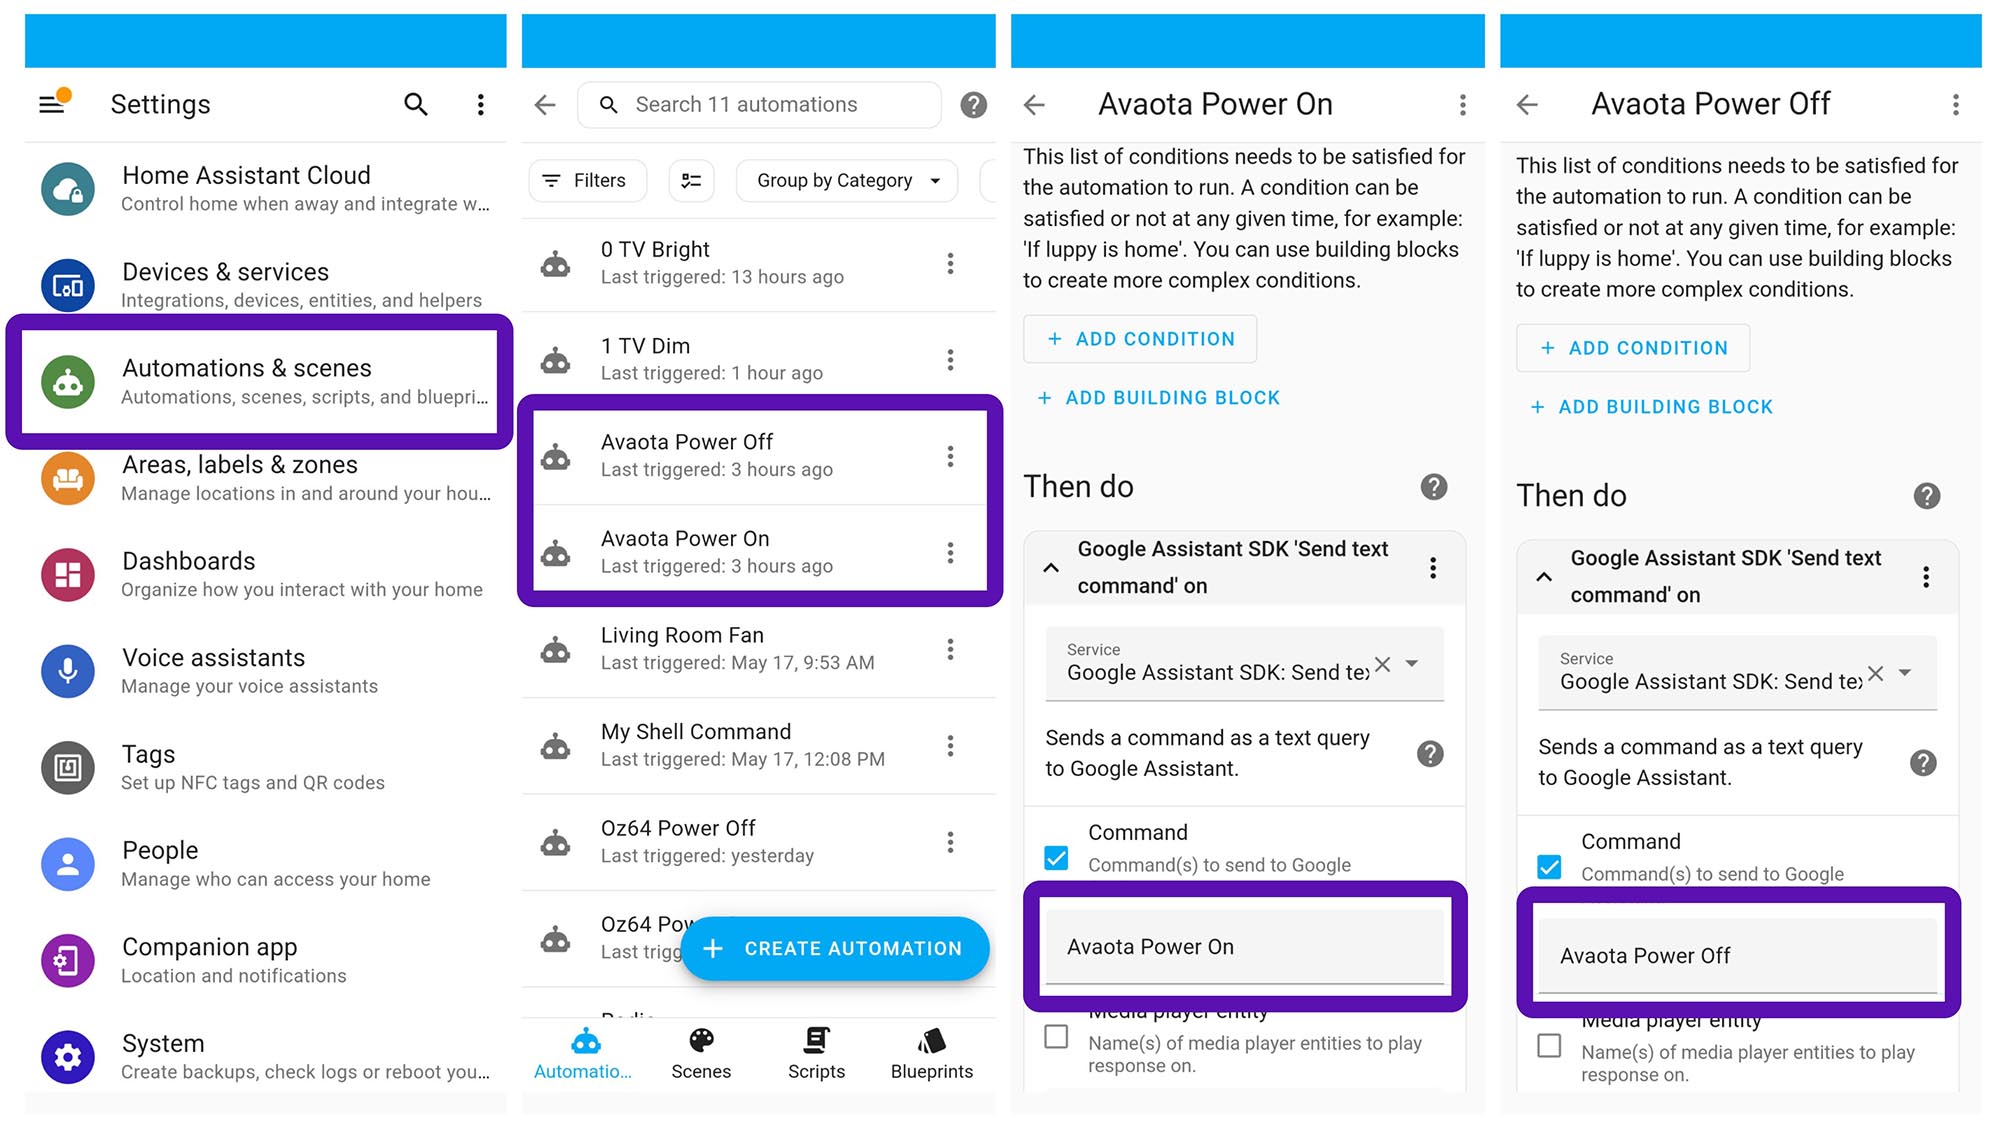 Settings
Home Assistant Cloud
Control home when away and integrate w...
Devices & services
Integrations, devices, entities, and helpers
Automations & scenes
Automations, scenes, scripts, and bluepri...
Areas, labels & zones
Manage locations in and around your hou...
Dashboards
Organize how you interact with your home
Voice assistants
Manage your voice assistants
Tags
Set up NFC tags and QR codes
People
Manage who can access your home
Companion app
Location and notifications
System
Create backups, check logs or reboot you...
Search 11 automations
Filters
Group by Category
0 TV Bright
Last triggered: 13 hours ago
1 TV Dim
Last triggered: 1 hour ago
Avaota Power Off
Last triggered: 3 hours ago
Avaota Power On
Last triggered: 3 hours ago
Living Room Fan
Last triggered: May 17, 9:53 AM
My Shell Command
Last triggered: May 17, 12:08 PM
Oz64 Power Off
Last triggered: yesterday
Oz64 Pow
Last trigg
+ CREATE AUTOMATION
Automatio...
Scenes
Scripts
Blueprints
Avaota Power On
This list of conditions needs to be satisfied for
the automation to run. A condition can be
satisfied or not at any given time, for example:
'If luppy is home'. You can use building blocks
to create more complex conditions.
+ ADD CONDITION
+ ADD BUILDING BLOCK
Then do
Google Assistant SDK 'Send text
command' on
Service
Google Assistant SDK: Send tex
Sends a command as a text query
to Google Assistant.
Command
Command(s) to send to Google
Avaota Power On
Media player entity
Name(s) of media player entities to play
response on.
Avaota Power Off
This list of conditions needs to be satisfied for
the automation to run. A condition can be
satisfied or not at any given time, for example:
'If luppy is home'. You can use building blocks
to create more complex conditions.
+ ADD CONDITION
+ ADD BUILDING BLOCK
Then do
Google Assistant SDK 'Send text
command' on
Service
Google Assistant SDK: Send tex
Sends a command as a text query
to Google Assistant.
Command
Command(s) to send to Google
Avaota Power Off
Media player entity
Name(s) of media player entities to play
response on.